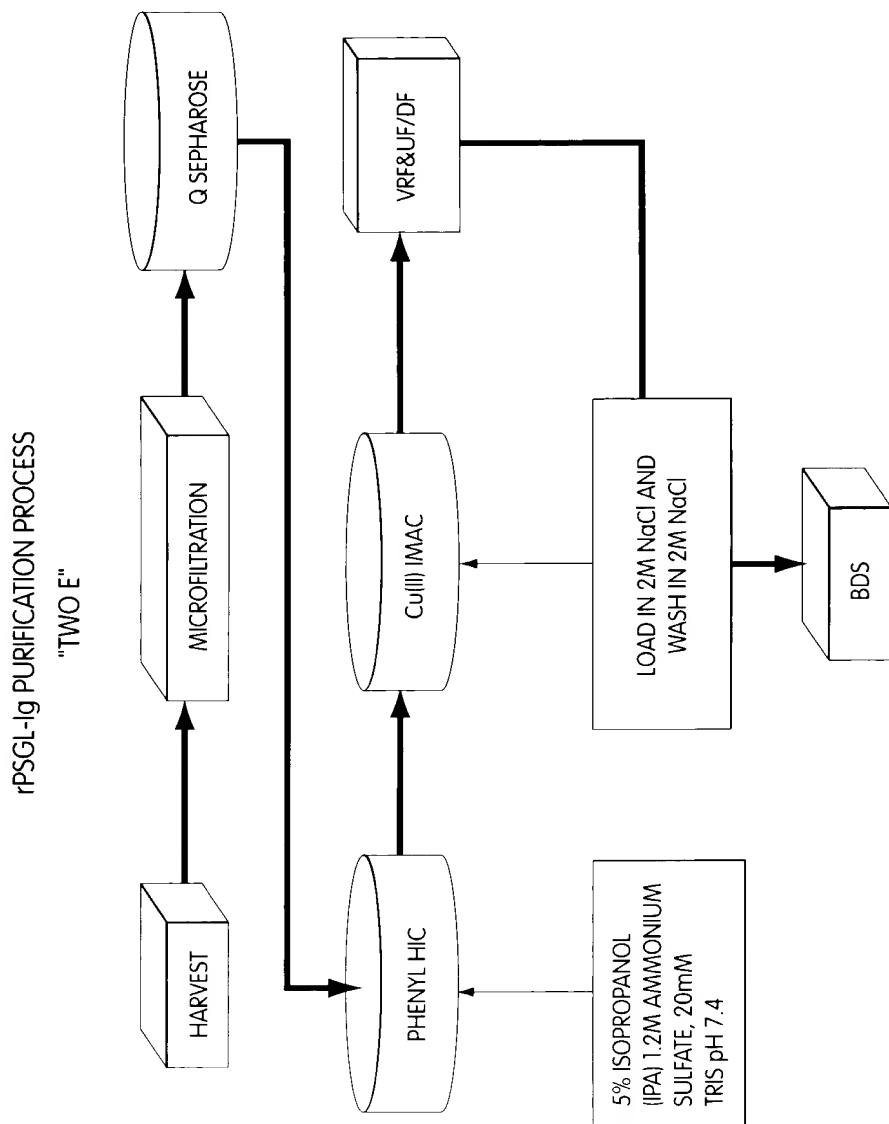 rPSGL-Ig PURIFICATION PROCESS
"TWO E"
HARVEST
MICROFILTRATION
Q SEPHAROSE
PHENYL HIC
Cu(II) IMAC
VRF&UF/DF
5% ISOPROPANOL
(IPA) 1.2M AMMONIUM
SULFATE, 20mM
TRIS pH 7.4
LOAD IN 2M NaCl AND
WASH IN 2M NaCl
BDS